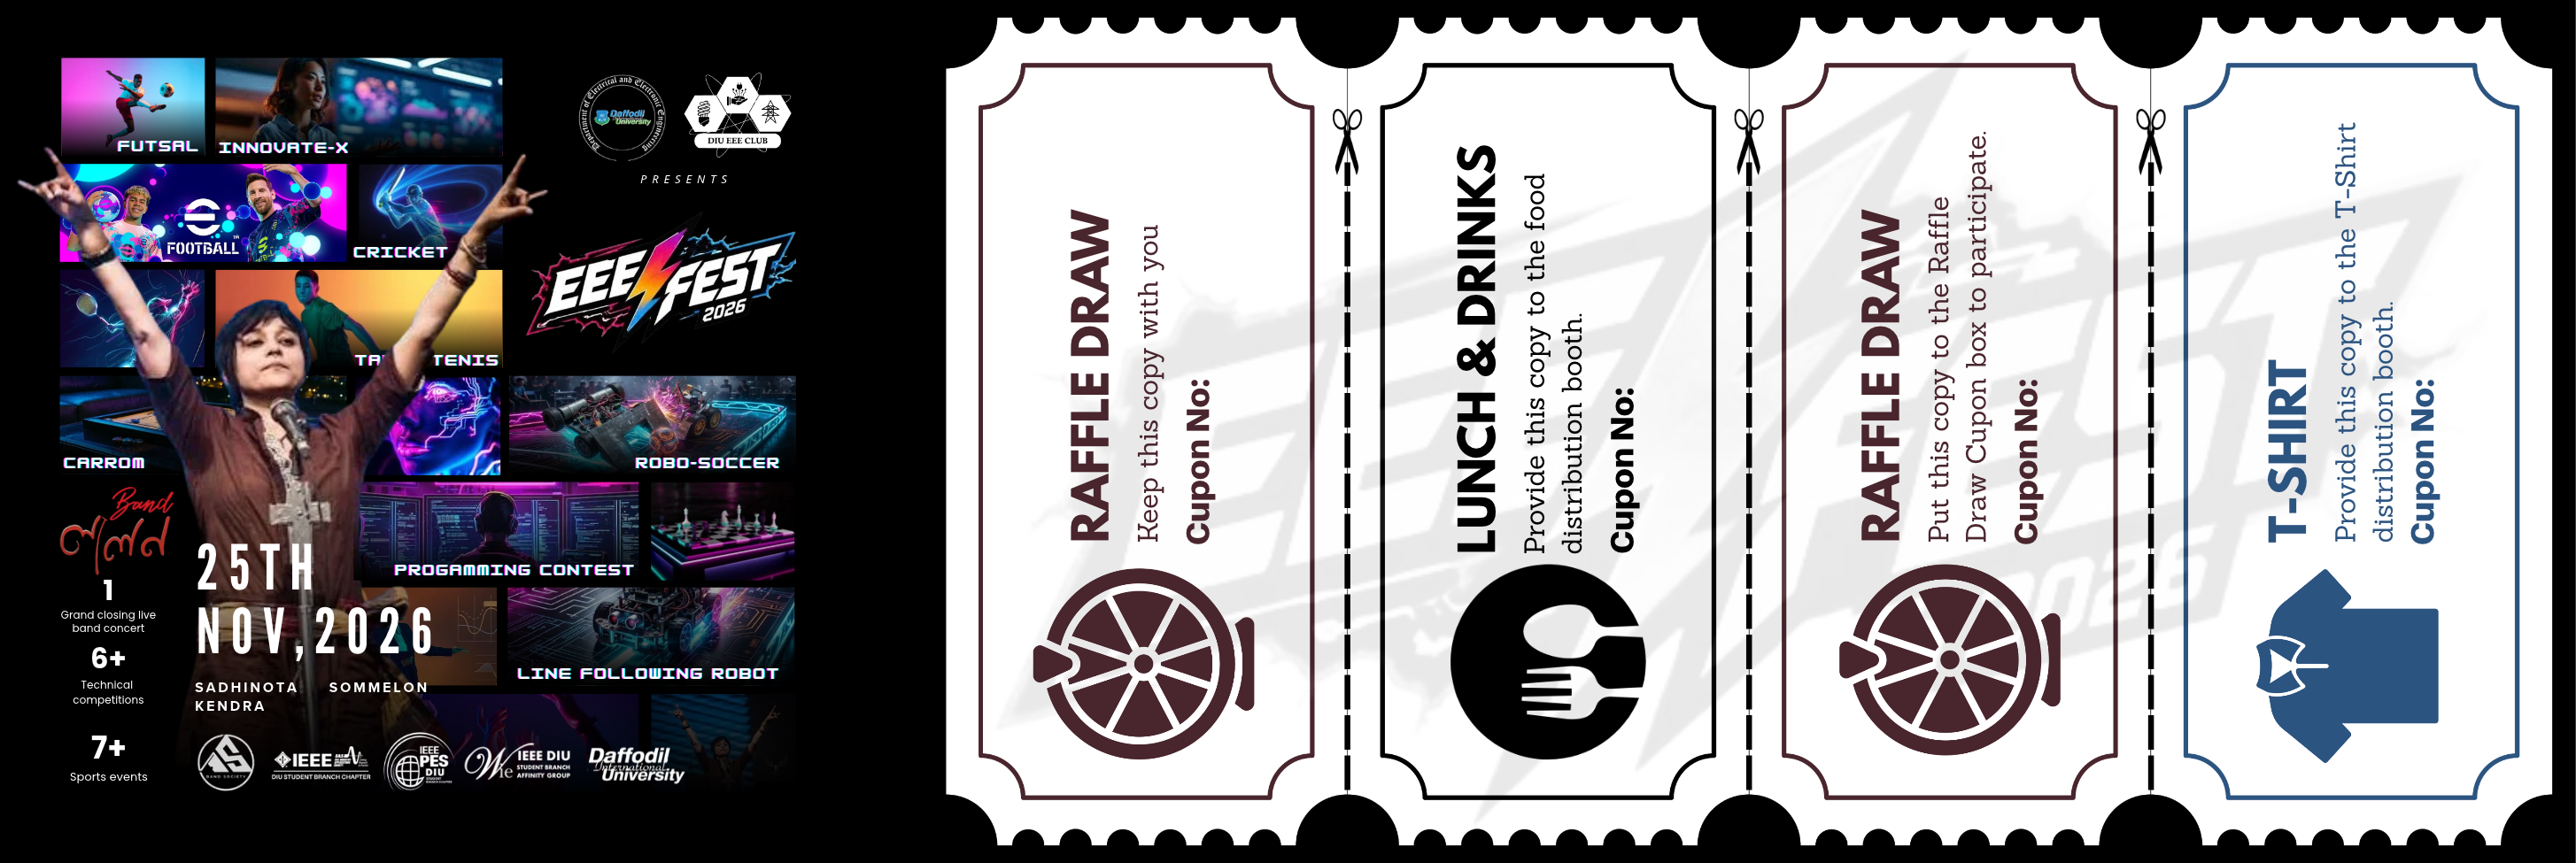 FUTSAL
INNOVATE-X
Department of Electrical and Electronic Engineering
Daffodil
University
DIU EEE CLUB
PRESENTS
FOOTBALL
CRICKET
EEE FEST
2026
TENIS
CARROM
ROBO-SOCCER
Band
PROGAMMING CONTEST
25TH
NOV,2026
1
Grand closing live
band concert
6+
Technical
competitions
LINE FOLLOWING ROBOT
SADHINOTA SOMMELON
KENDRA
7+
Sports events
IEEE
DIU STUDENT BRANCH CHAPTER
IEEE
PES
DIU
Wie
IEEE DIU
STUDENT BRANCH
AFFINITY GROUP
Daffodil
International
University
RAFFLE DRAW
Keep this copy with you
Cupon No:
LUNCH & DRINKS
Provide this copy to the food
distribution booth.
Cupon No:
RAFFLE DRAW
Put this copy to the Raffle
Draw Cupon box to participate.
Cupon No:
T-SHIRT
Provide this copy to the T-Shirt
distribution booth.
Cupon No:
EEE FEST
2026